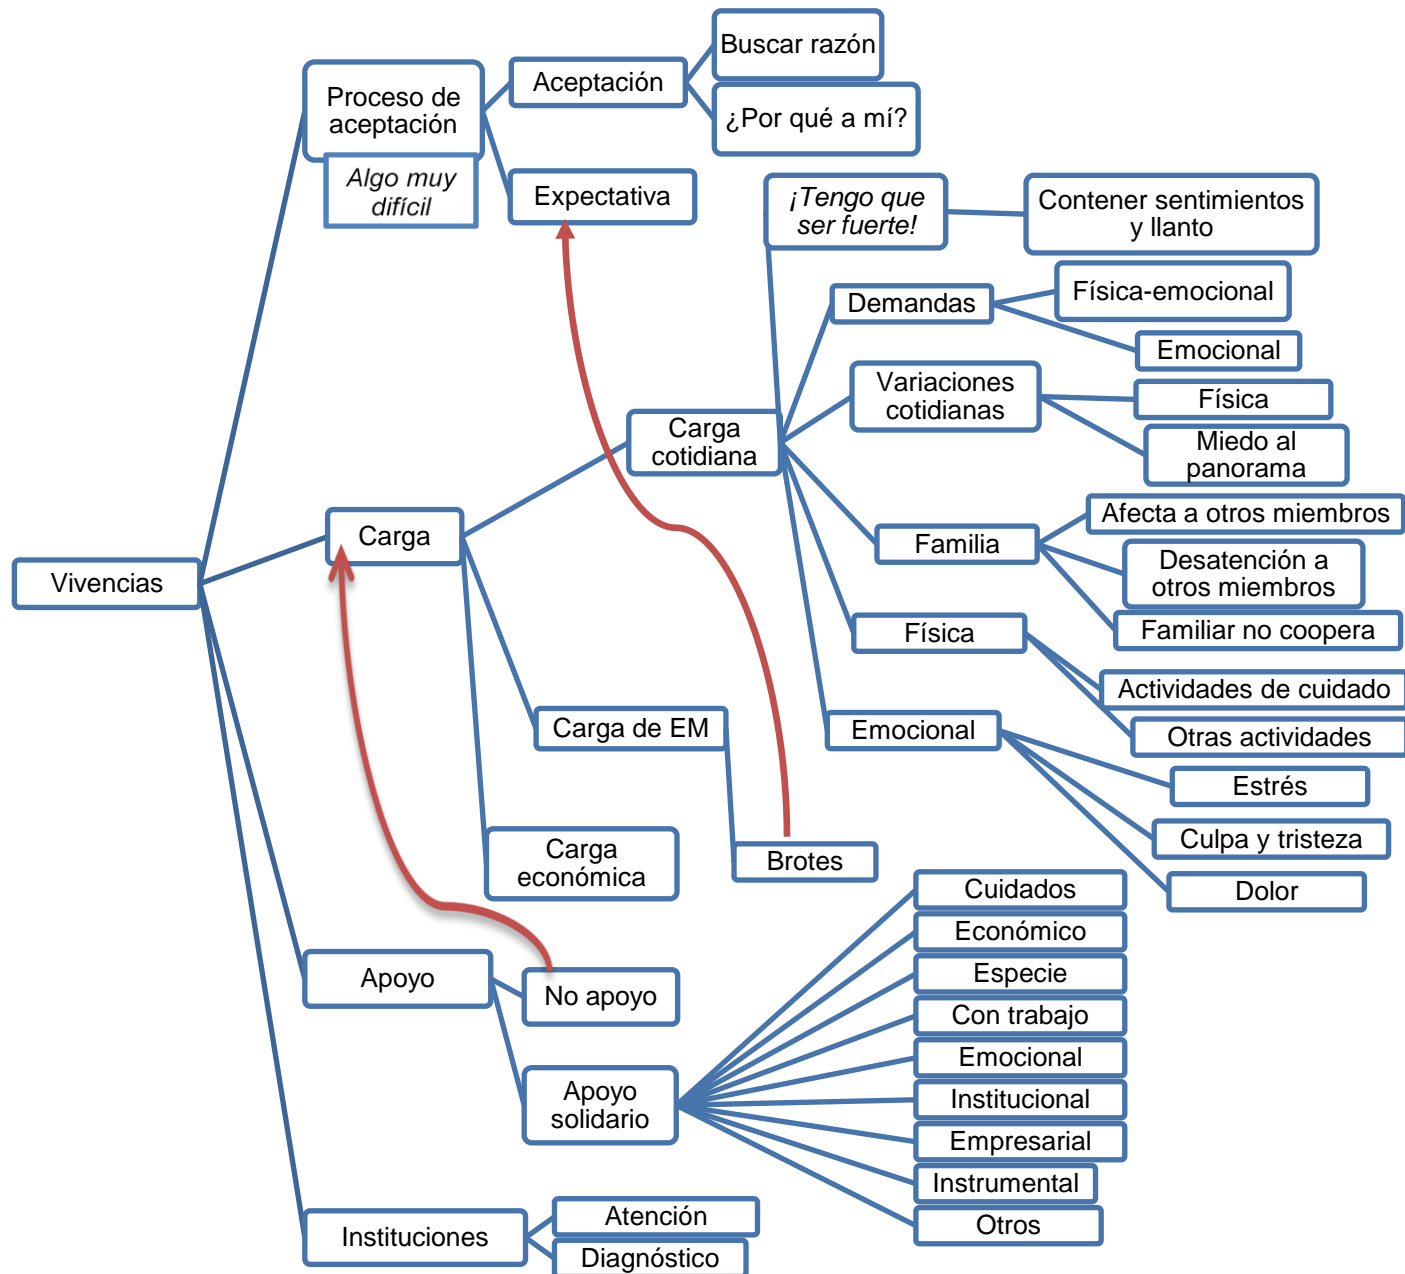 Vivencias
Proceso de
aceptación
Algo muy
difícil
Aceptación
Buscar razón
¿Por qué a mí?
Expectativa
Carga
Carga
cotidiana
¡Tengo que
ser fuerte!
Contener sentimientos
y llanto
Demandas
Física-emocional
Emocional
Variaciones
cotidianas
Física
Miedo al
panorama
Familia
Afecta a otros miembros
Desatención a
otros miembros
Familiar no coopera
Física
Actividades de cuidado
Otras actividades
Emocional
Estrés
Culpa y tristeza
Dolor
Carga de EM
Brotes
Carga
económica
Apoyo
No apoyo
Apoyo
solidario
Cuidados
Económico
Especie
Con trabajo
Emocional
Institucional
Empresarial
Instrumental
Otros
Instituciones
Atención
Diagnóstico